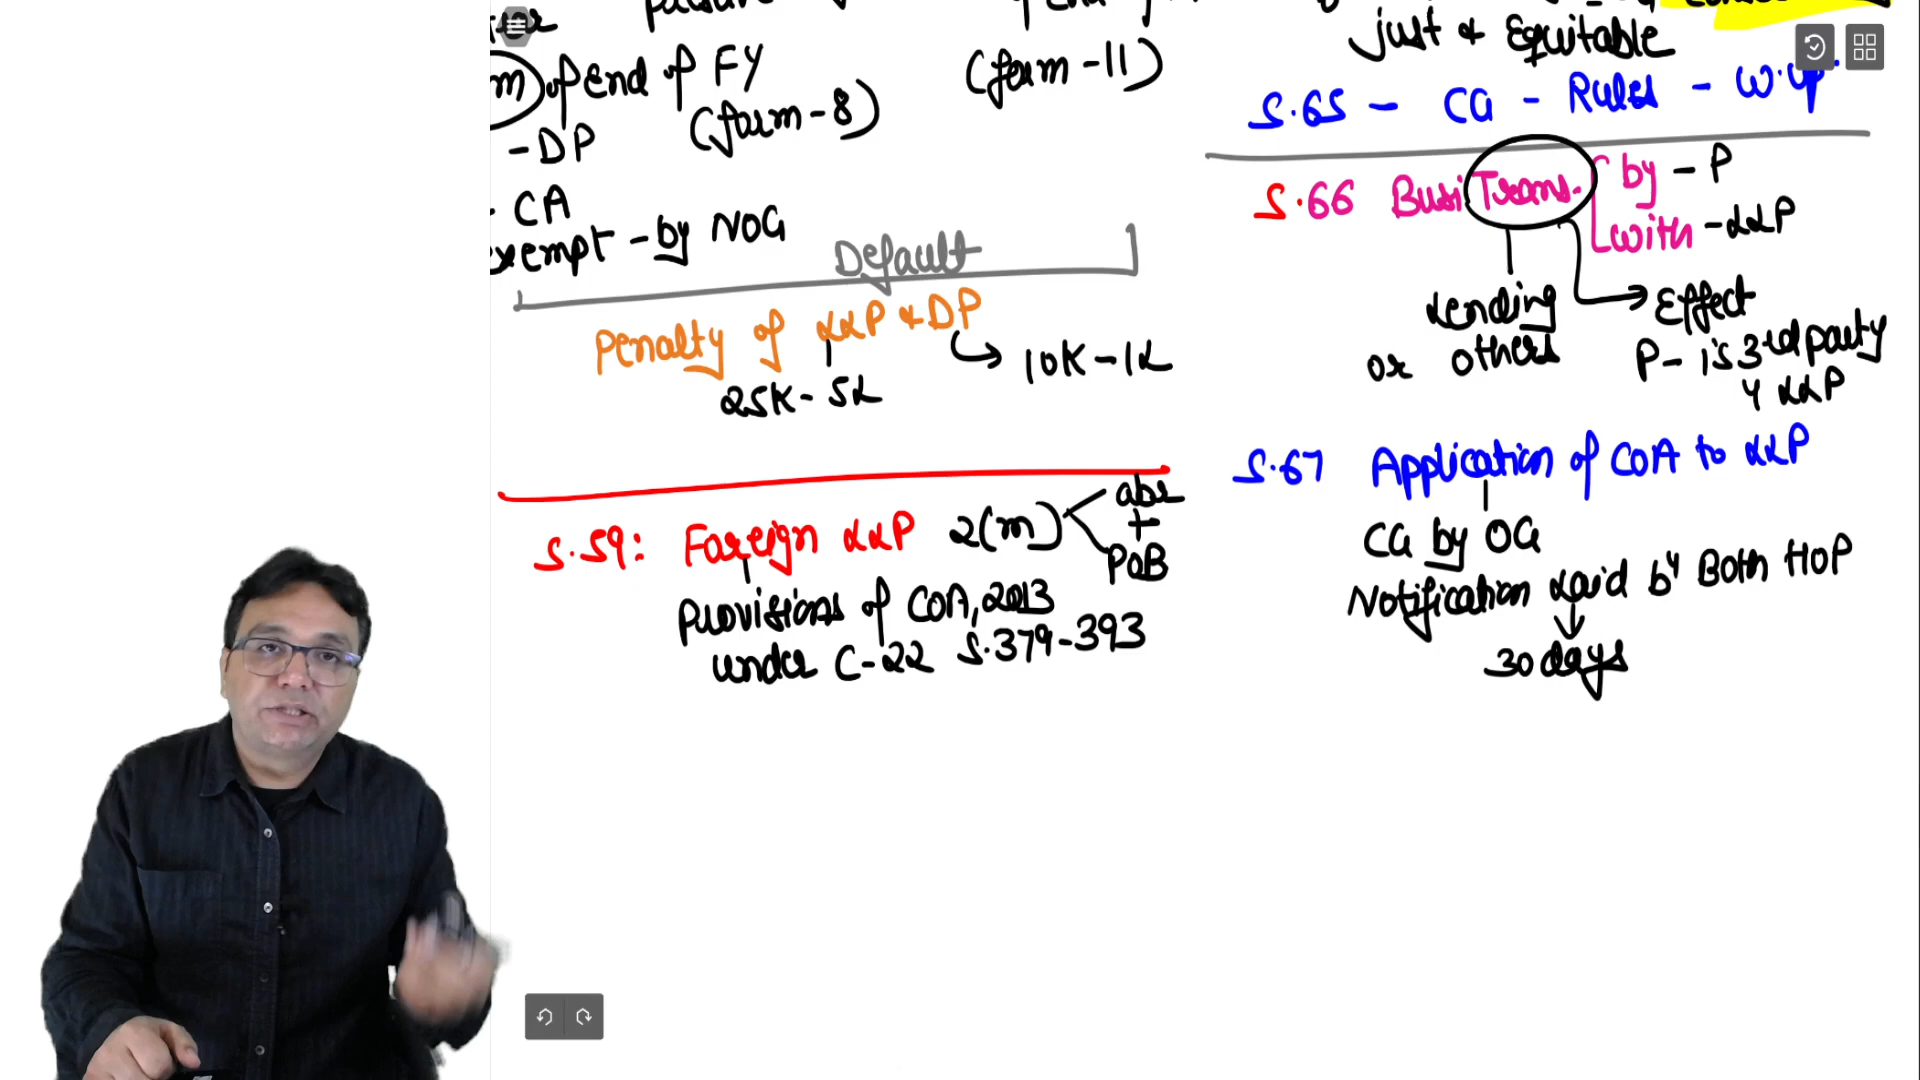 of end of FY
(form-8)
-DP
- CA
exempt - by NOG
(form-11)
Default
Penalty of LLP & DP
10K-1L
25K-5L
S.59: Foreign LLP 2(m)
abr
+
POB
Provisions of COA, 2013
under C-22 S.379-393
just & Equitable
S.65 - CG - Rules - W.up.
S.66 Busi Trans.
by - P
with - LLP
Lending
or others
Effect
P- is 3rd party
4 LLP
S.67 Application of COA to LLP
CG by OG
Notification laid b4 Both HOP
30 days